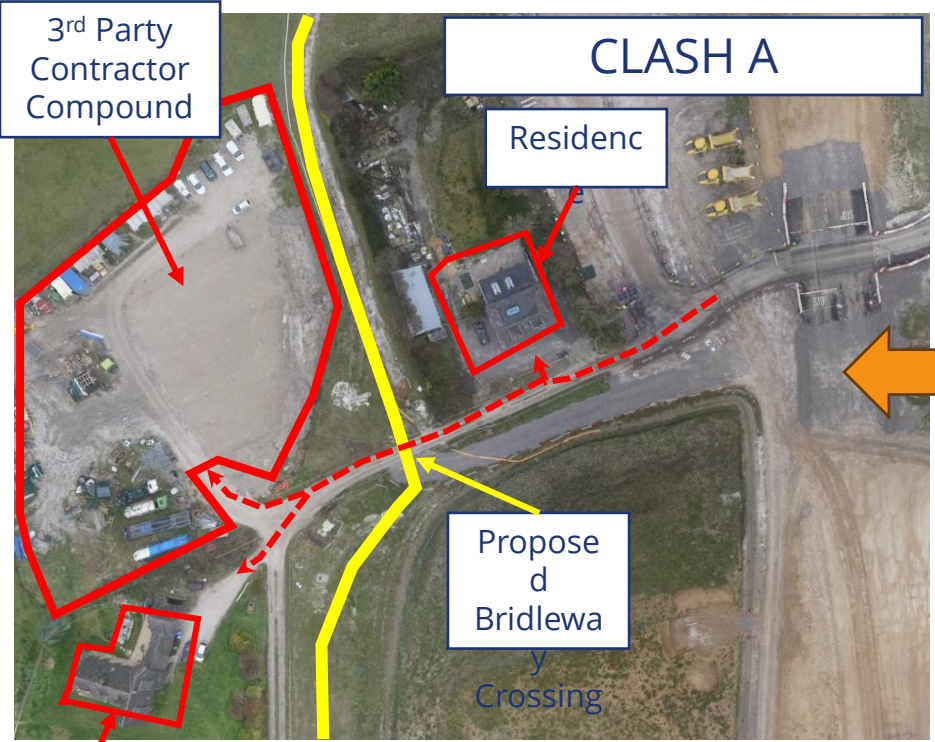 3rd Party
Contractor
Compound
CLASH A
Residenc
e
Propose
d
Bridlewa
y
Crossing